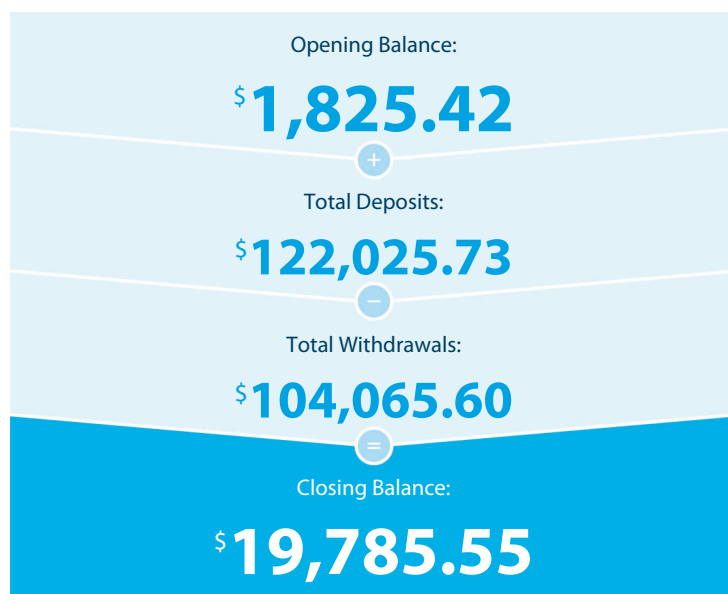 Opening Balance:
$1,825.42
+
Total Deposits:
$122,025.73
−
Total Withdrawals:
$104,065.60
=
Closing Balance:
$19,785.55